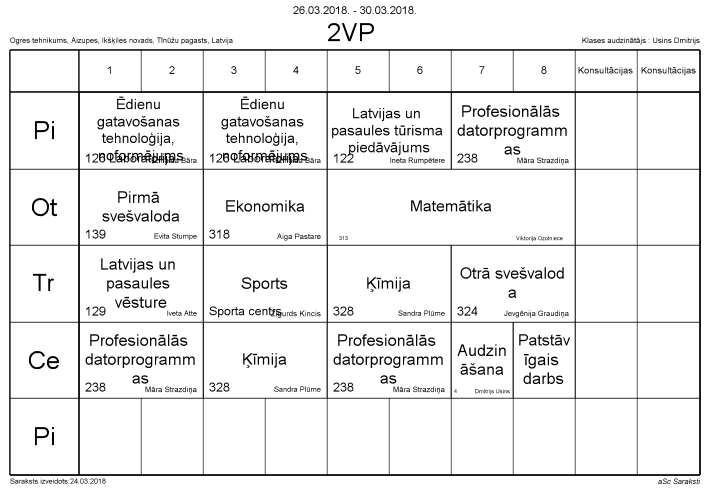 26.03.2018. - 30.03.2018.
2VP
Ogres tehnikums, Aizupes, Ikšķiles novads, Tīnūžu pagasts, Latvija
Klases audzinātājs : Usins Dmitrijs
1 2 3 4 5 6 7 8 Konsultācijas Konsultācijas
Pi
Ēdienu
gatavošanas
tehnoloģija,
noformējums
126 Laboratorija
Ēdienu
gatavošanas
tehnoloģija,
noformējums
126 Laboratorija
Latvijas un
pasaules tūrisma
piedāvājums
122 Ineta Rumpētere
Profesionālās
datorprogramm
as
238 Māra Strazdiņa
Ot
Pirmā
svešvaloda
139 Evita Stumpe
Ekonomika
318 Aiga Pastare
Matemātika
313 Viktorija Ozolniece
Tr
Latvijas un
pasaules
vēsture
129 Iveta Atte
Sports
Sporta centrs Zigurds Kincis
Ķīmija
328 Sandra Plūme
Otrā svešvalod
a
324 Jevgēnija Graudiņa
Ce
Profesionālās
datorprogramm
as
238 Māra Strazdiņa
Ķīmija
328 Sandra Plūme
Profesionālās
datorprogramm
as
238 Māra Strazdiņa
Audzin
āšana
4 Dmitrijs Usins
Patstāv
īgais
darbs
Pi
Saraksts izveidots:24.03.2018
aSc Saraksti